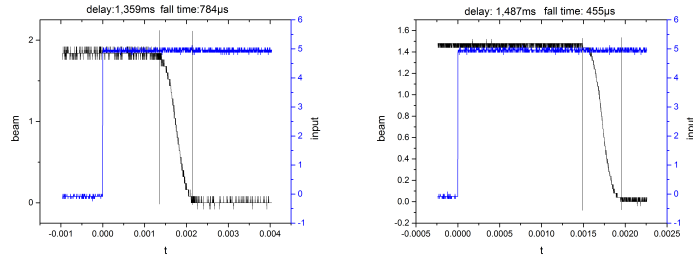 delay:1,359ms fall time:784µs
2
1
0
beam
6
5
4
3
2
1
0
-1
input
-0.001 0.000 0.001 0.002 0.003 0.004
t
delay: 1,487ms fall time: 455µs
1.6
1.4
1.2
1.0
0.8
0.6
0.4
0.2
0.0
-0.2
beam
6
5
4
3
2
1
0
-1
input
-0.0005 0.0000 0.0005 0.0010 0.0015 0.0020 0.0025
t